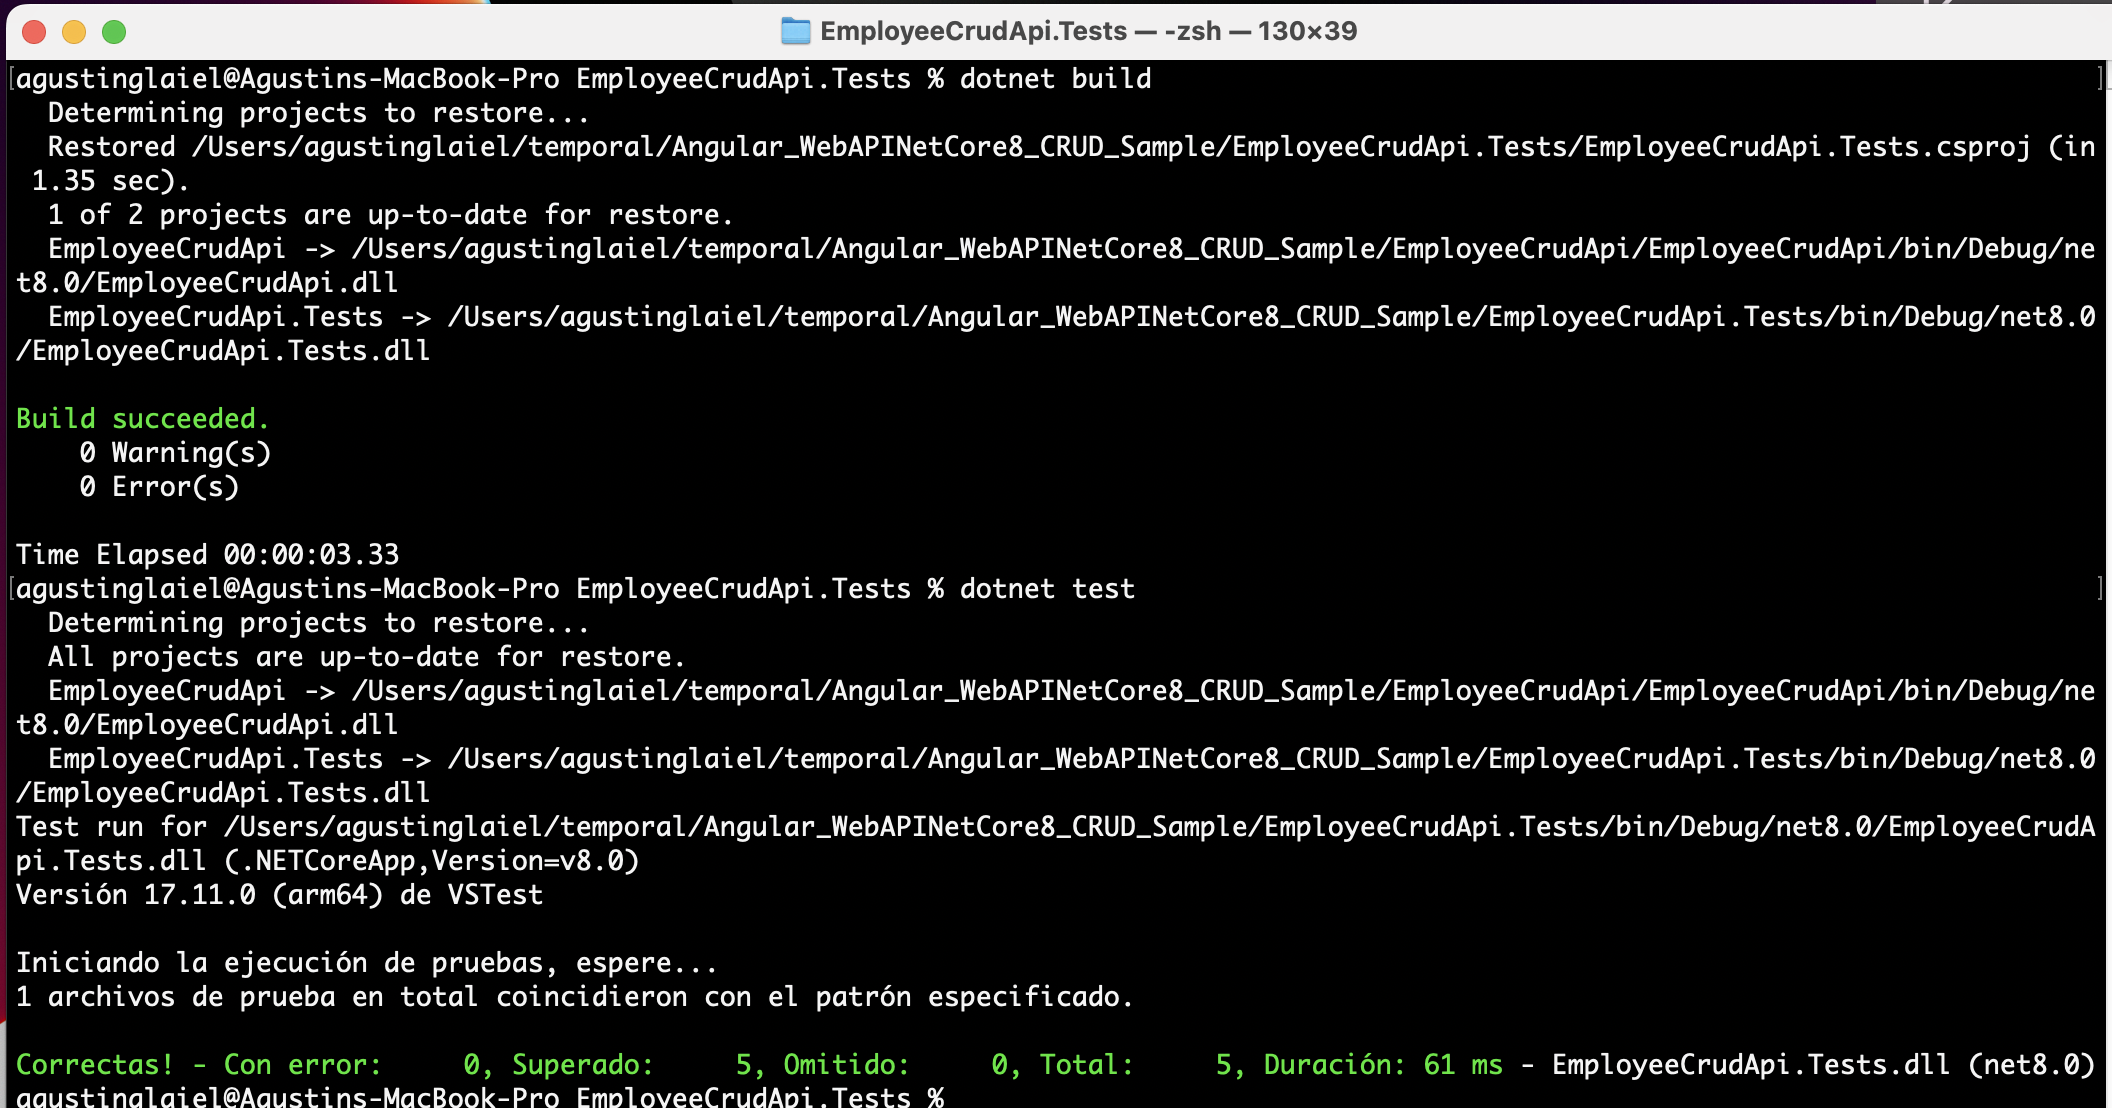 EmployeeCrudApi.Tests — -zsh — 130×39
[agustinglaiel@Agustins-MacBook-Pro EmployeeCrudApi.Tests % dotnet build ]
Determining projects to restore...
Restored /Users/agustinglaiel/temporal/Angular_WebAPINetCore8_CRUD_Sample/EmployeeCrudApi.Tests/EmployeeCrudApi.Tests.csproj (in
1.35 sec).
1 of 2 projects are up-to-date for restore.
EmployeeCrudApi -> /Users/agustinglaiel/temporal/Angular_WebAPINetCore8_CRUD_Sample/EmployeeCrudApi/EmployeeCrudApi/bin/Debug/ne
t8.0/EmployeeCrudApi.dll
EmployeeCrudApi.Tests -> /Users/agustinglaiel/temporal/Angular_WebAPINetCore8_CRUD_Sample/EmployeeCrudApi.Tests/bin/Debug/net8.0
/EmployeeCrudApi.Tests.dll
Build succeeded.
0 Warning(s)
0 Error(s)
Time Elapsed 00:00:03.33
[agustinglaiel@Agustins-MacBook-Pro EmployeeCrudApi.Tests % dotnet test ]
Determining projects to restore...
All projects are up-to-date for restore.
EmployeeCrudApi -> /Users/agustinglaiel/temporal/Angular_WebAPINetCore8_CRUD_Sample/EmployeeCrudApi/EmployeeCrudApi/bin/Debug/ne
t8.0/EmployeeCrudApi.dll
EmployeeCrudApi.Tests -> /Users/agustinglaiel/temporal/Angular_WebAPINetCore8_CRUD_Sample/EmployeeCrudApi.Tests/bin/Debug/net8.0
/EmployeeCrudApi.Tests.dll
Test run for /Users/agustinglaiel/temporal/Angular_WebAPINetCore8_CRUD_Sample/EmployeeCrudApi.Tests/bin/Debug/net8.0/EmployeeCrudA
pi.Tests.dll (.NETCoreApp,Version=v8.0)
Versión 17.11.0 (arm64) de VSTest
Iniciando la ejecución de pruebas, espere...
1 archivos de prueba en total coincidieron con el patrón especificado.
Correctas! - Con error:     0, Superado:     5, Omitido:     0, Total:     5, Duración: 61 ms - EmployeeCrudApi.Tests.dll (net8.0)
agustinglaiel@Agustins-MacBook-Pro EmployeeCrudApi.Tests %